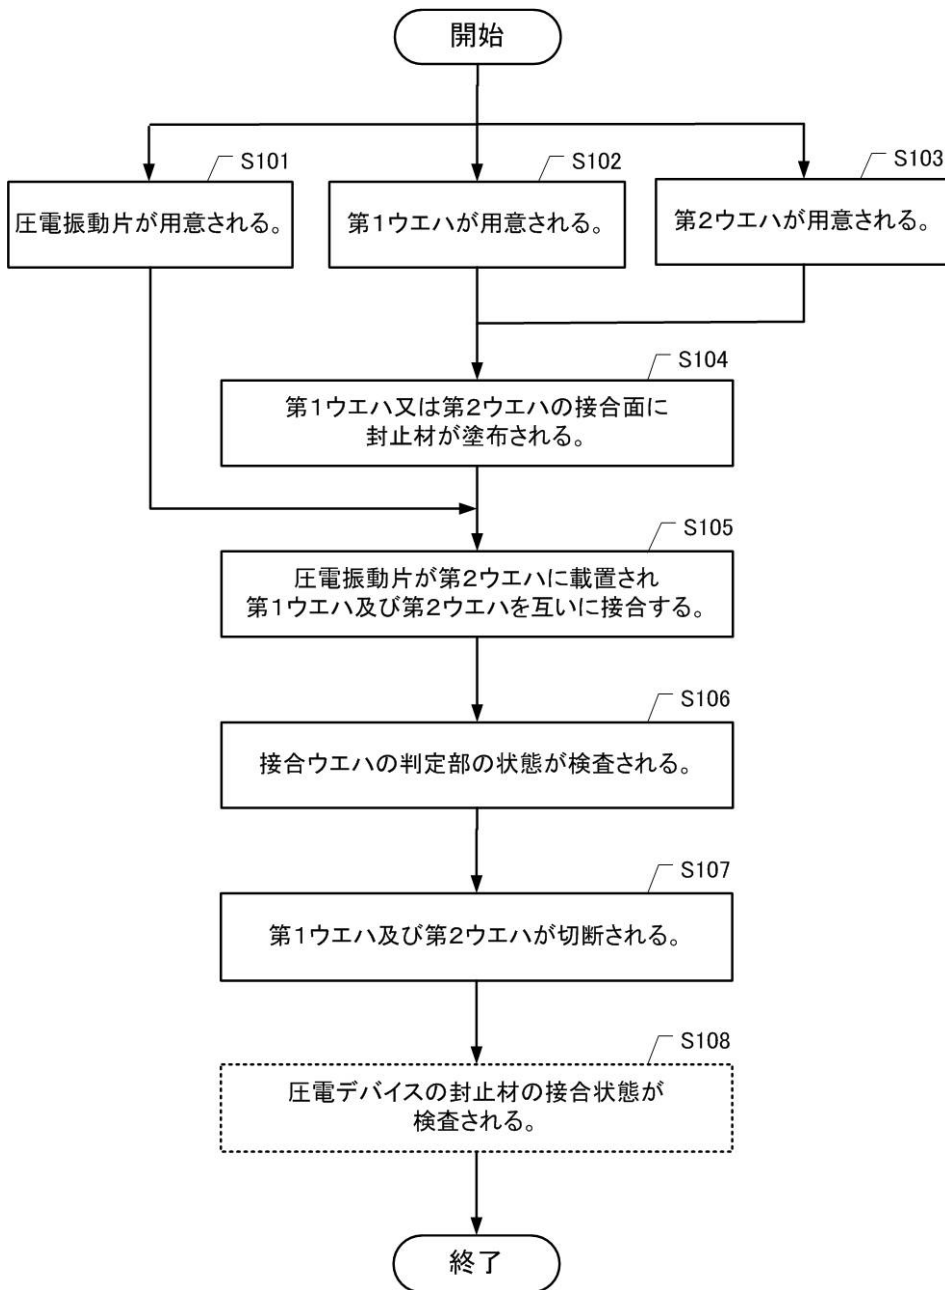 開始
S101
圧電振動片が用意される。
S102
第1ウエハが用意される。
S103
第2ウエハが用意される。
S104
第1ウエハ又は第2ウエハの接合面に
封止材が塗布される。
S105
圧電振動片が第2ウエハに載置され
第1ウエハ及び第2ウエハを互いに接合する。
S106
接合ウエハの判定部の状態が検査される。
S107
第1ウエハ及び第2ウエハが切断される。
S108
圧電デバイスの封止材の接合状態が
検査される。
終了